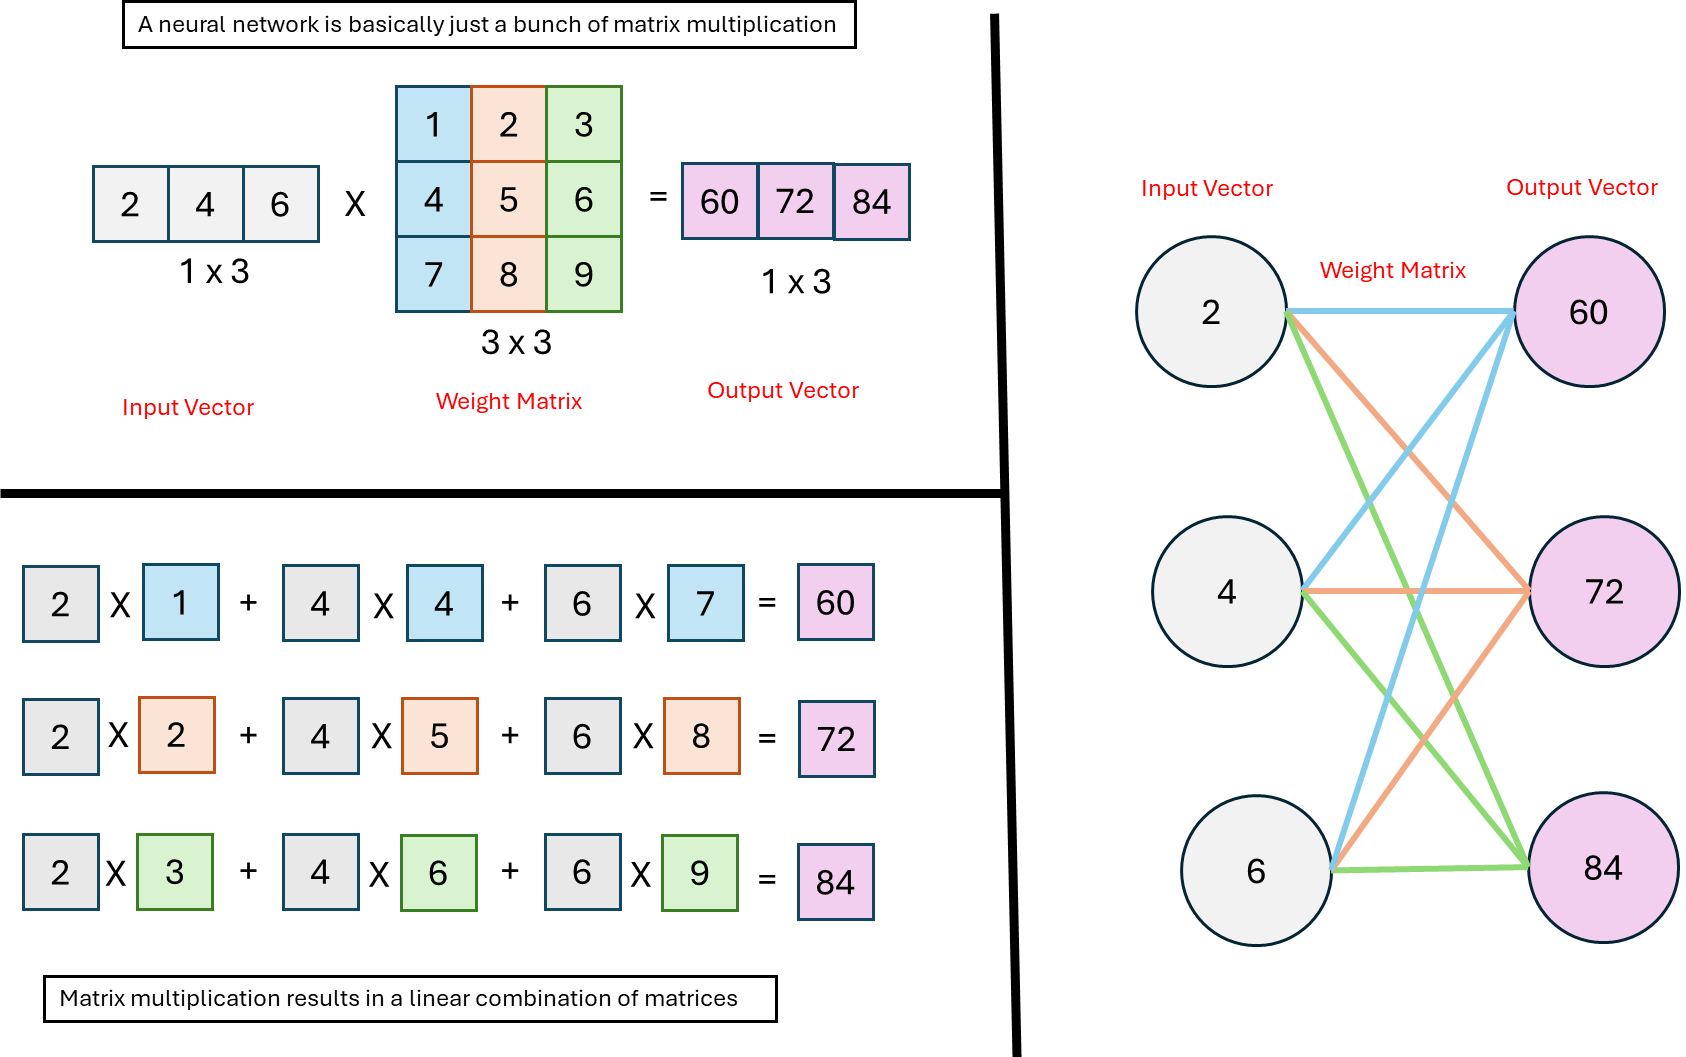 A neural network is basically just a bunch of matrix multiplication
1 2 3
2 4 6 X 4 5 6 = 60 72 84
7 8 9
1 x 3
1 x 3
3 x 3
Input Vector
Weight Matrix
Output Vector
2 X 1 + 4 X 4 + 6 X 7 = 60
2 X 2 + 4 X 5 + 6 X 8 = 72
2 X 3 + 4 X 6 + 6 X 9 = 84
Matrix multiplication results in a linear combination of matrices
Input Vector
Output Vector
Weight Matrix
2 60
4 72
6 84